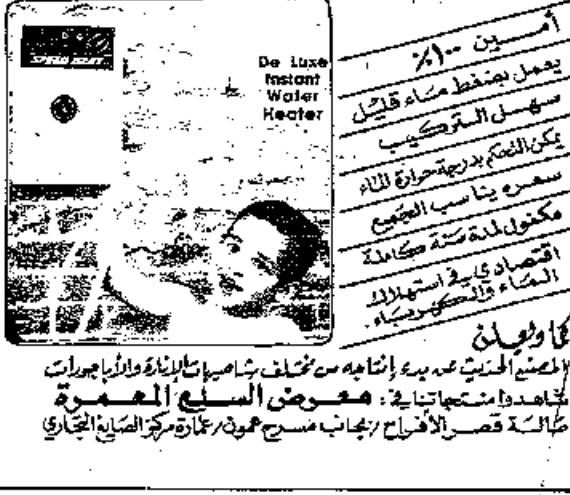 SPEED HEAT
De Luxe
Instant
Water
Heater
أمين ١٠٠٪
يعمل بضغط ماء قليل
سهل التركيب
يمكن التحكم بدرجة حرارة الماء
سعره يناسب الجميع
مكفول لمدة سنة كاملة
اقتصادي في استهلاك
الماء والكهرباء.
كما ويعلن
المصنع الحديث عن بدء إنتاجه من مختلف شاصيهات الإنارة والأباجورات
شاهدوا منتجاتنا في: معرض السلع المعمرة
صالة قصر الأفراح / بجانب مسرح عمون / عمارة مركز الصايغ التجاري